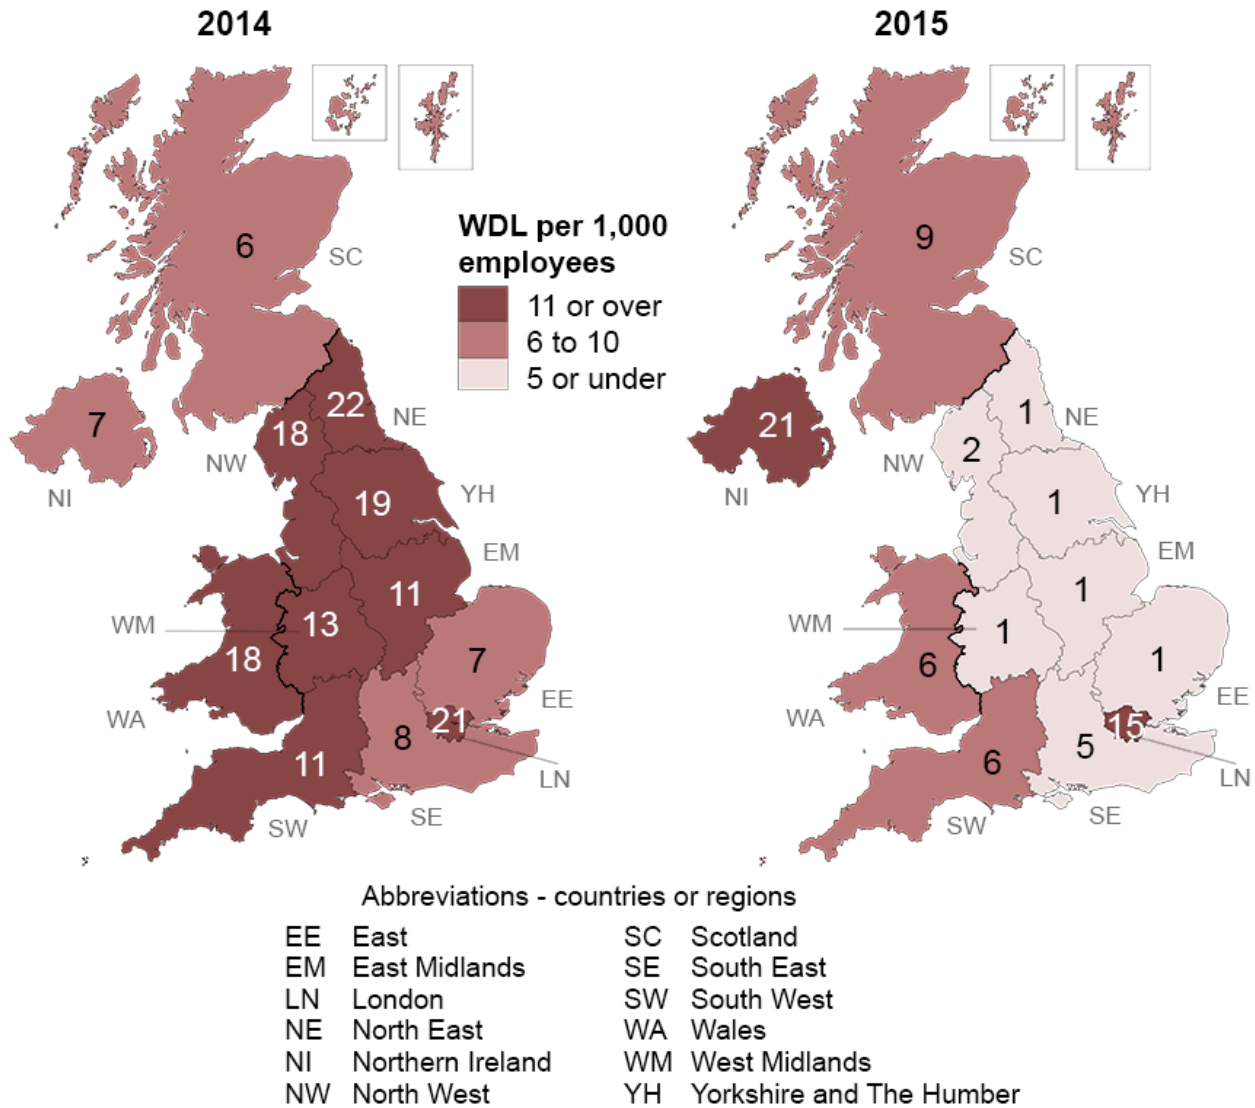 2014
2015
WDL per 1,000
employees
11 or over
6 to 10
5 or under
6
SC
22
NE
18
NW
7
NI
19
YH
EM
11
WM
13
18
WA
7
EE
21
8
LN
11
SW
SE
9
SC
1
NE
2
NW
21
NI
1
YH
EM
1
WM
1
6
WA
1
EE
15
5
LN
6
SW
SE
Abbreviations - countries or regions
EE East SC Scotland
EM East Midlands SE South East
LN London SW South West
NE North East WA Wales
NI Northern Ireland WM West Midlands
NW North West YH Yorkshire and The Humber